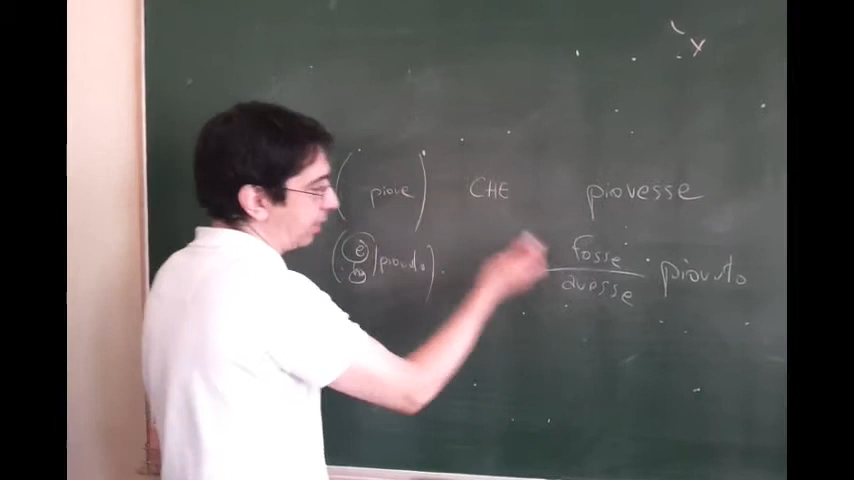 (piove) CHE piovesse
(è/ha piovuto) fosse/avesse piovuto